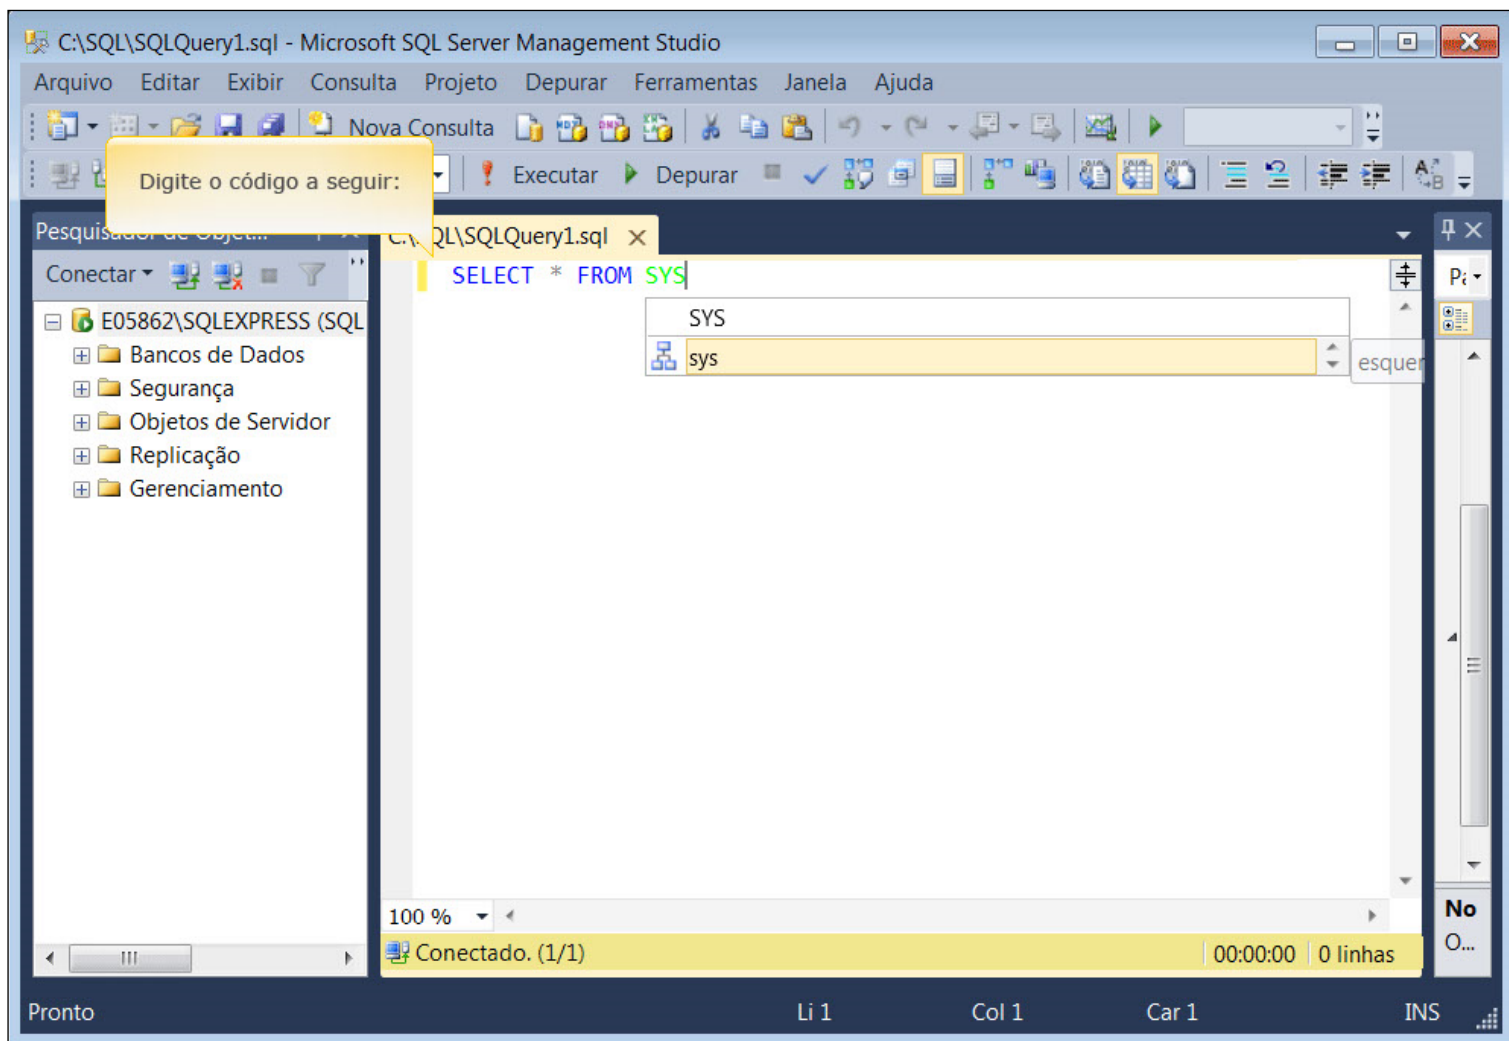 C:\SQL\SQLQuery1.sql - Microsoft SQL Server Management Studio
Arquivo Editar Exibir Consulta Projeto Depurar Ferramentas Janela Ajuda
Nova Consulta
Digite o código a seguir:
Executar Depurar
C:\SQL\SQLQuery1.sql
Conectar
SELECT * FROM SYS
SYS
sys
esquer
E05862\SQLEXPRESS (SQL
Bancos de Dados
Segurança
Objetos de Servidor
Replicação
Gerenciamento
100 %
No
O...
Conectado. (1/1) 00:00:00 0 linhas
Pronto Li 1 Col 1 Car 1 INS